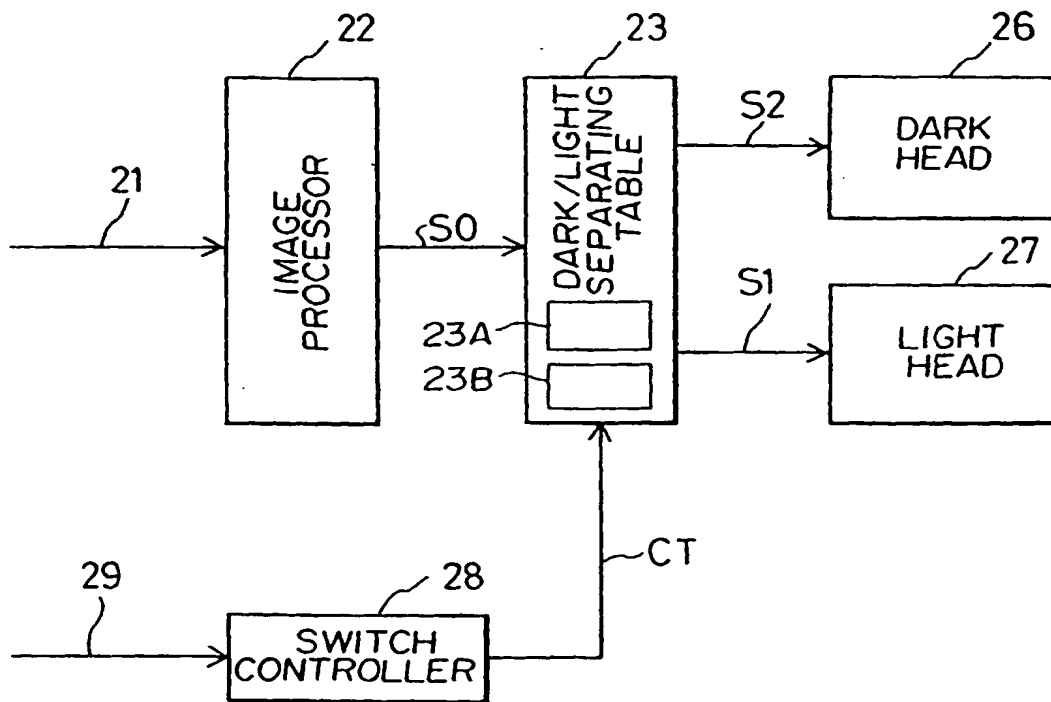 22
23
26
21
IMAGE
PROCESSOR
S0
DARK/LIGHT
SEPARATING
TABLE
23A
23B
S2
DARK
HEAD
27
S1
LIGHT
HEAD
CT
29
28
SWITCH
CONTROLLER